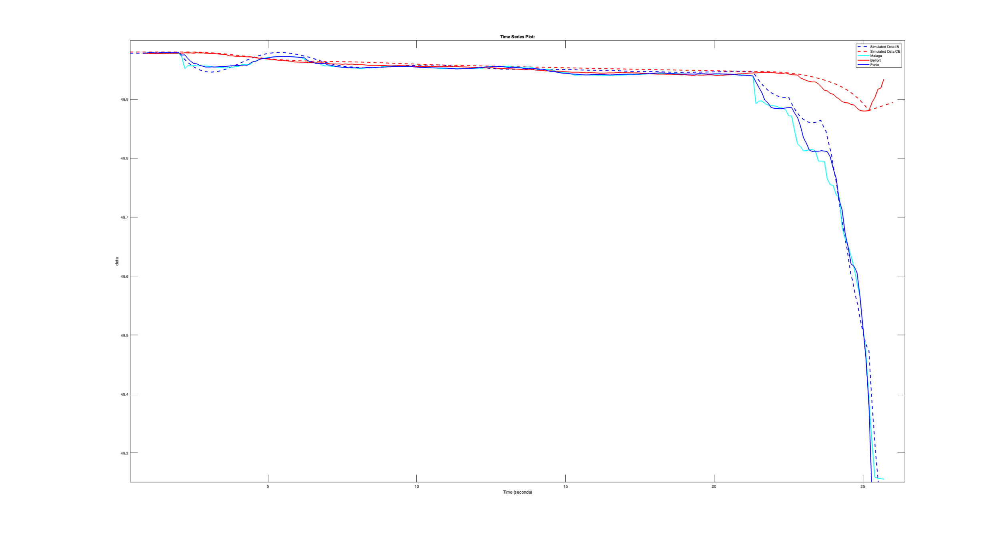 Time Series Plot:
Simulated Data IB
Simulated Data CE
Malaga
Belfort
Porto
49.9
49.8
49.7
data
49.6
49.5
49.4
49.3
5 10 15 20 25
Time (seconds)